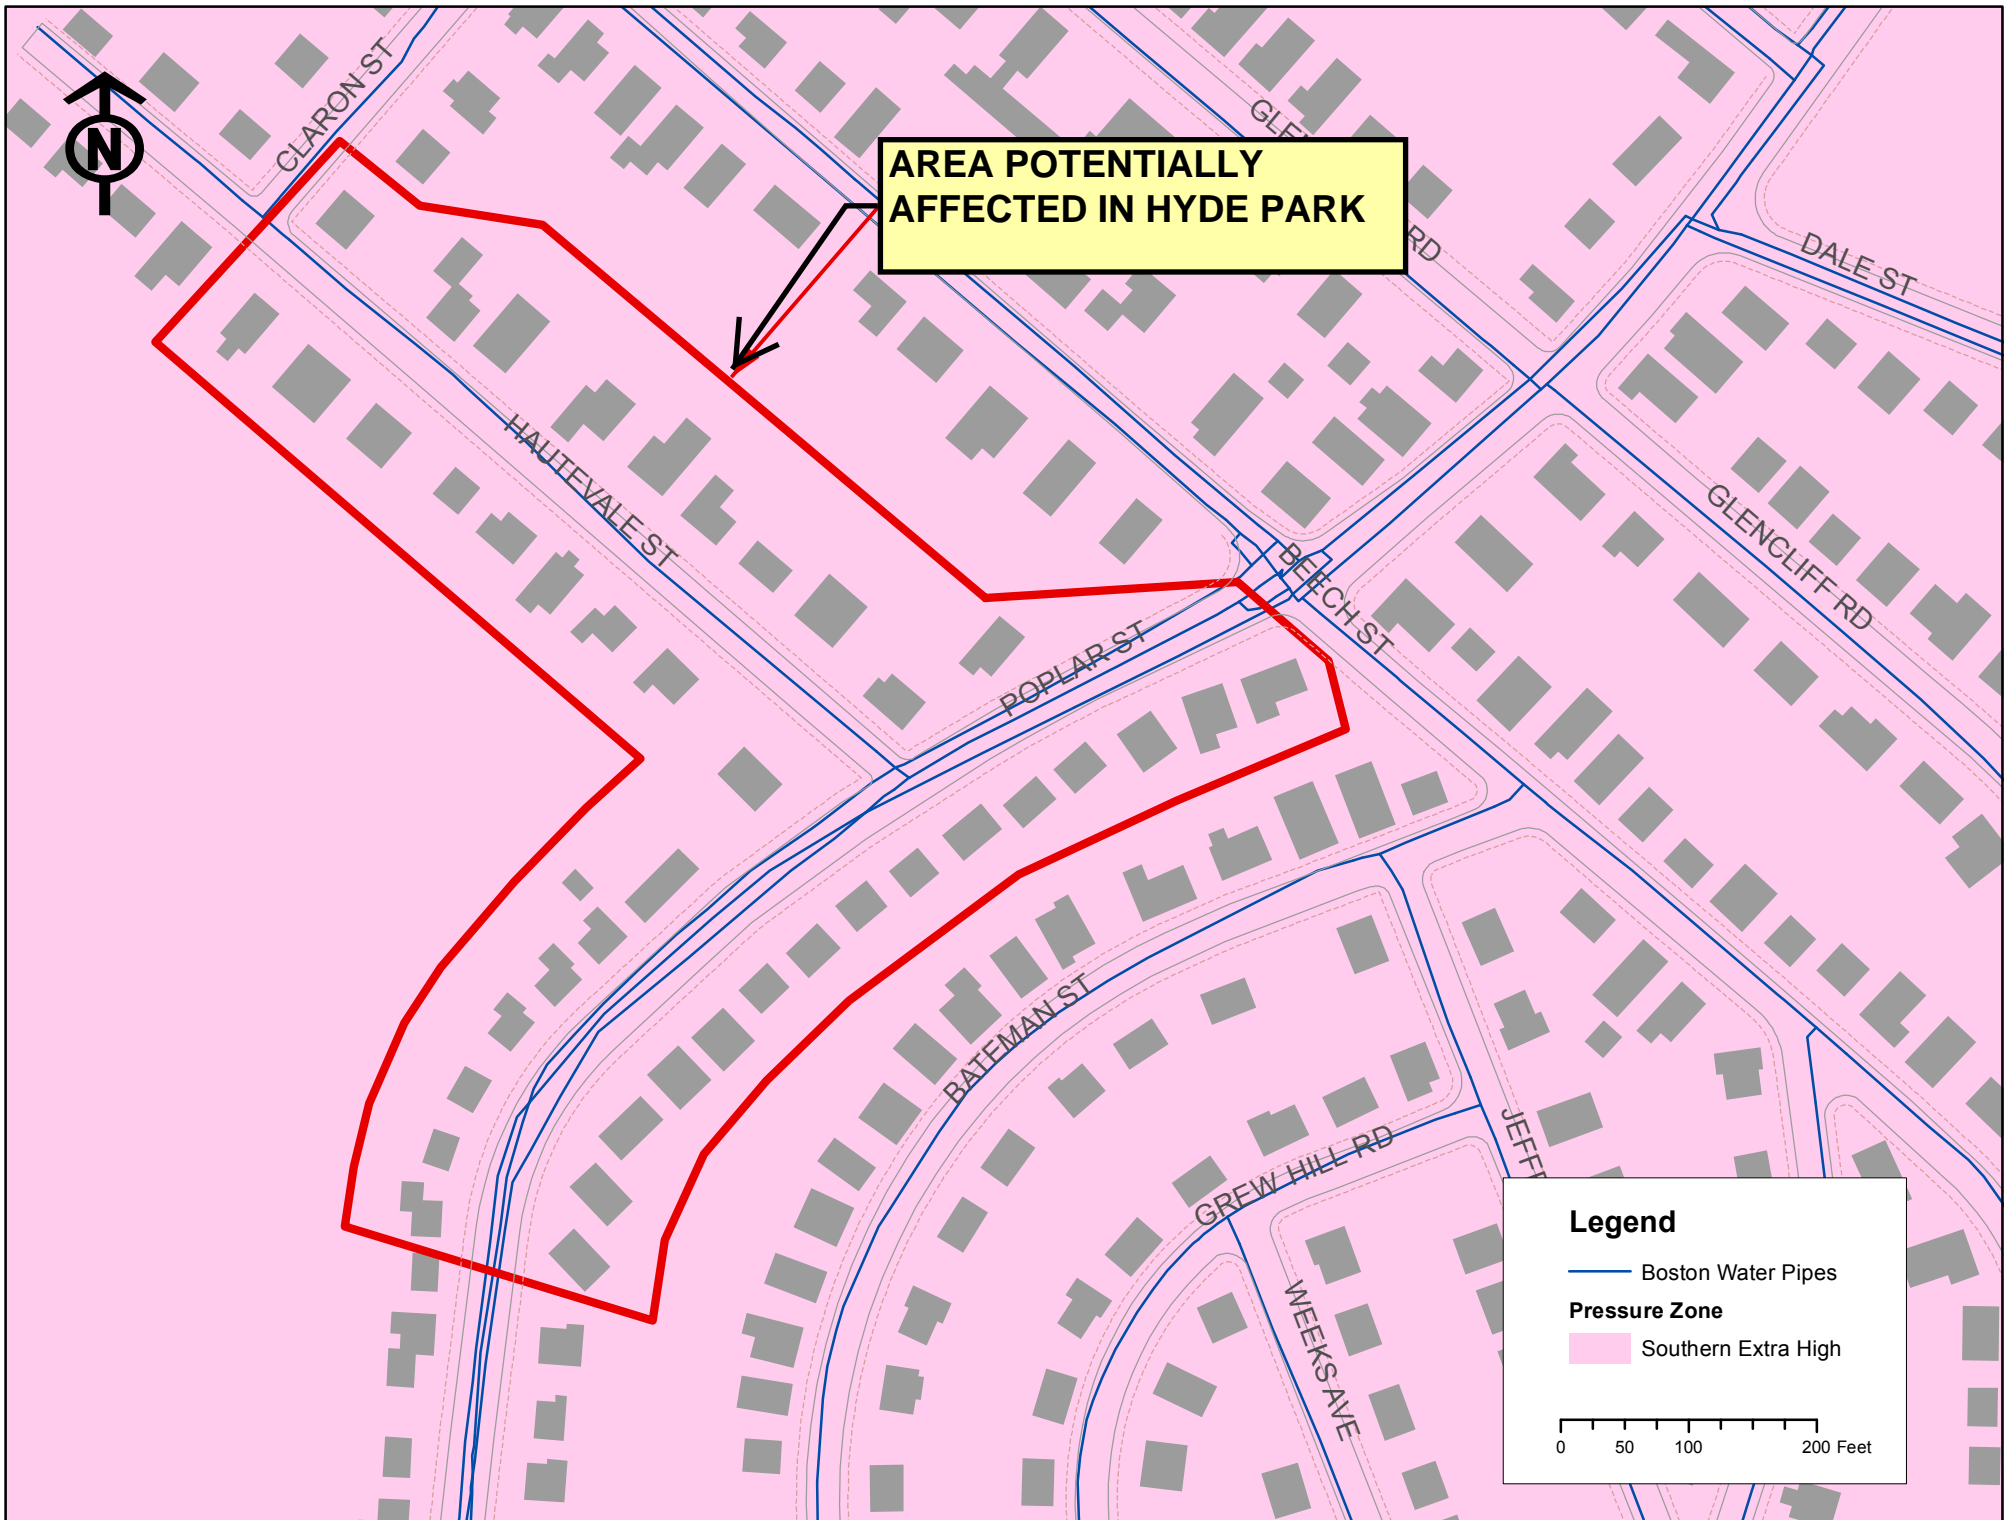 CLARON ST
N
AREA POTENTIALLY
AFFECTED IN HYDE PARK
RD
DALE ST
HAUTEVALE ST
GLENCLIFF RD
BEECH ST
POPLAR ST
BATEMAN ST
GREW HILL RD
WEEKS AVE
Legend
Boston Water Pipes
Pressure Zone
Southern Extra High
0 50 100 200 Feet